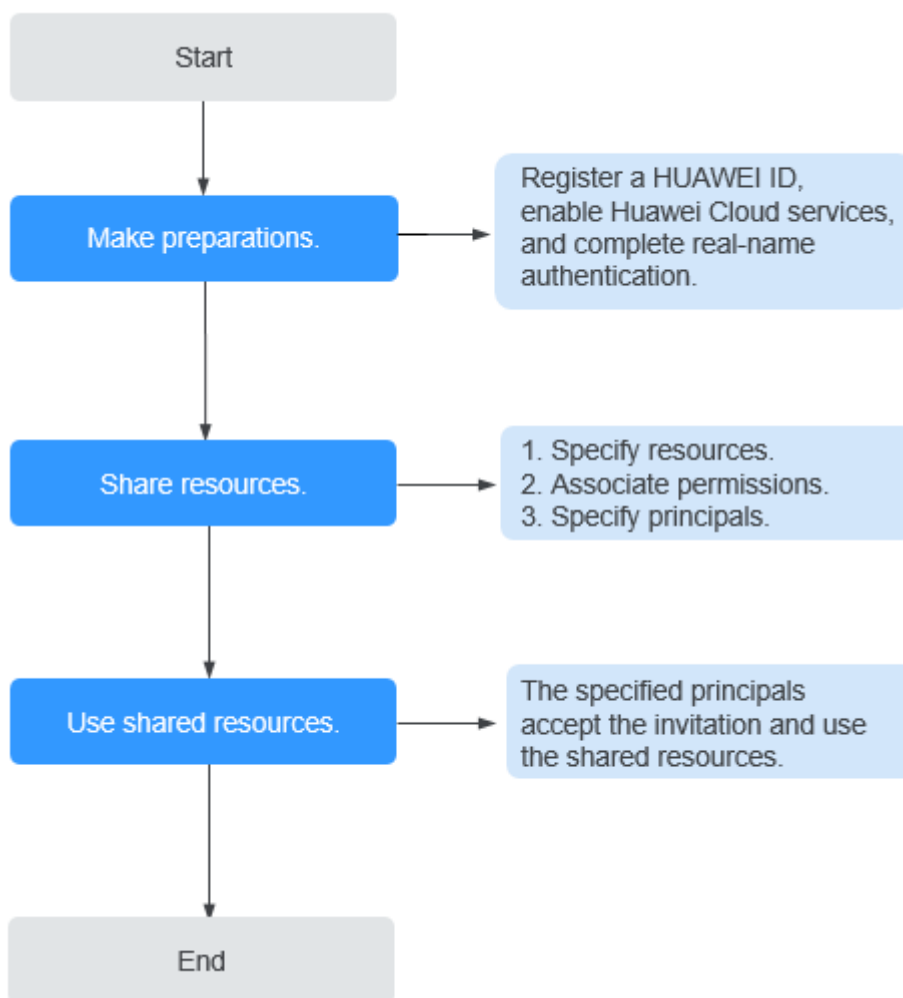 Start
Make preparations.
Register a HUAWEI ID,
enable Huawei Cloud services,
and complete real-name
authentication.
Share resources.
1. Specify resources.
2. Associate permissions.
3. Specify principals.
Use shared resources.
The specified principals
accept the invitation and use
the shared resources.
End